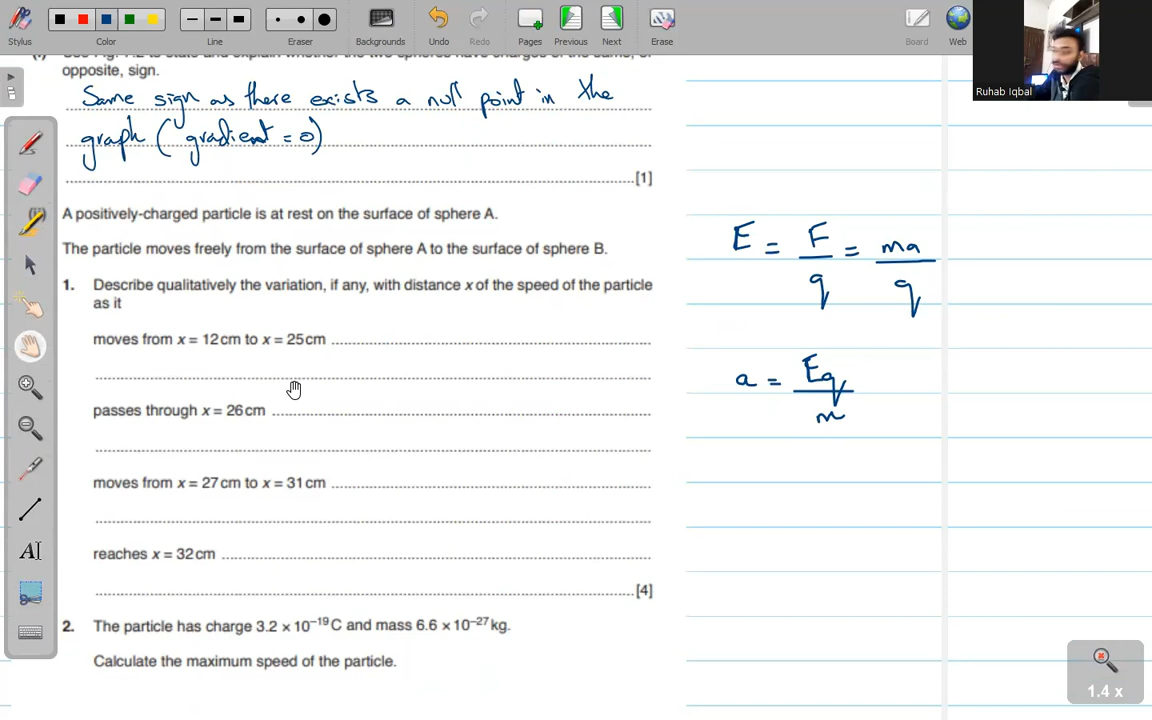 Stylus
Color
Line
Eraser
Backgrounds
Undo
Redo
Pages
Previous
Next
Erase
Board
Web
Ruhab Iqbal
opposite, sign.
Same sign as there exists a null point in the
graph ( gradient = 0)
[1]
A positively-charged particle is at rest on the surface of sphere A.
The particle moves freely from the surface of sphere A to the surface of sphere B.
1. Describe qualitatively the variation, if any, with distance x of the speed of the particle
as it
moves from x = 12 cm to x = 25 cm
passes through x = 26 cm
moves from x = 27 cm to x = 31 cm
reaches x = 32 cm
[4]
2. The particle has charge 3.2 × 10⁻¹⁹ C and mass 6.6 × 10⁻²⁷ kg.
Calculate the maximum speed of the particle.
E = F/q = ma/q
a = Eq/m
AI
1.4 x